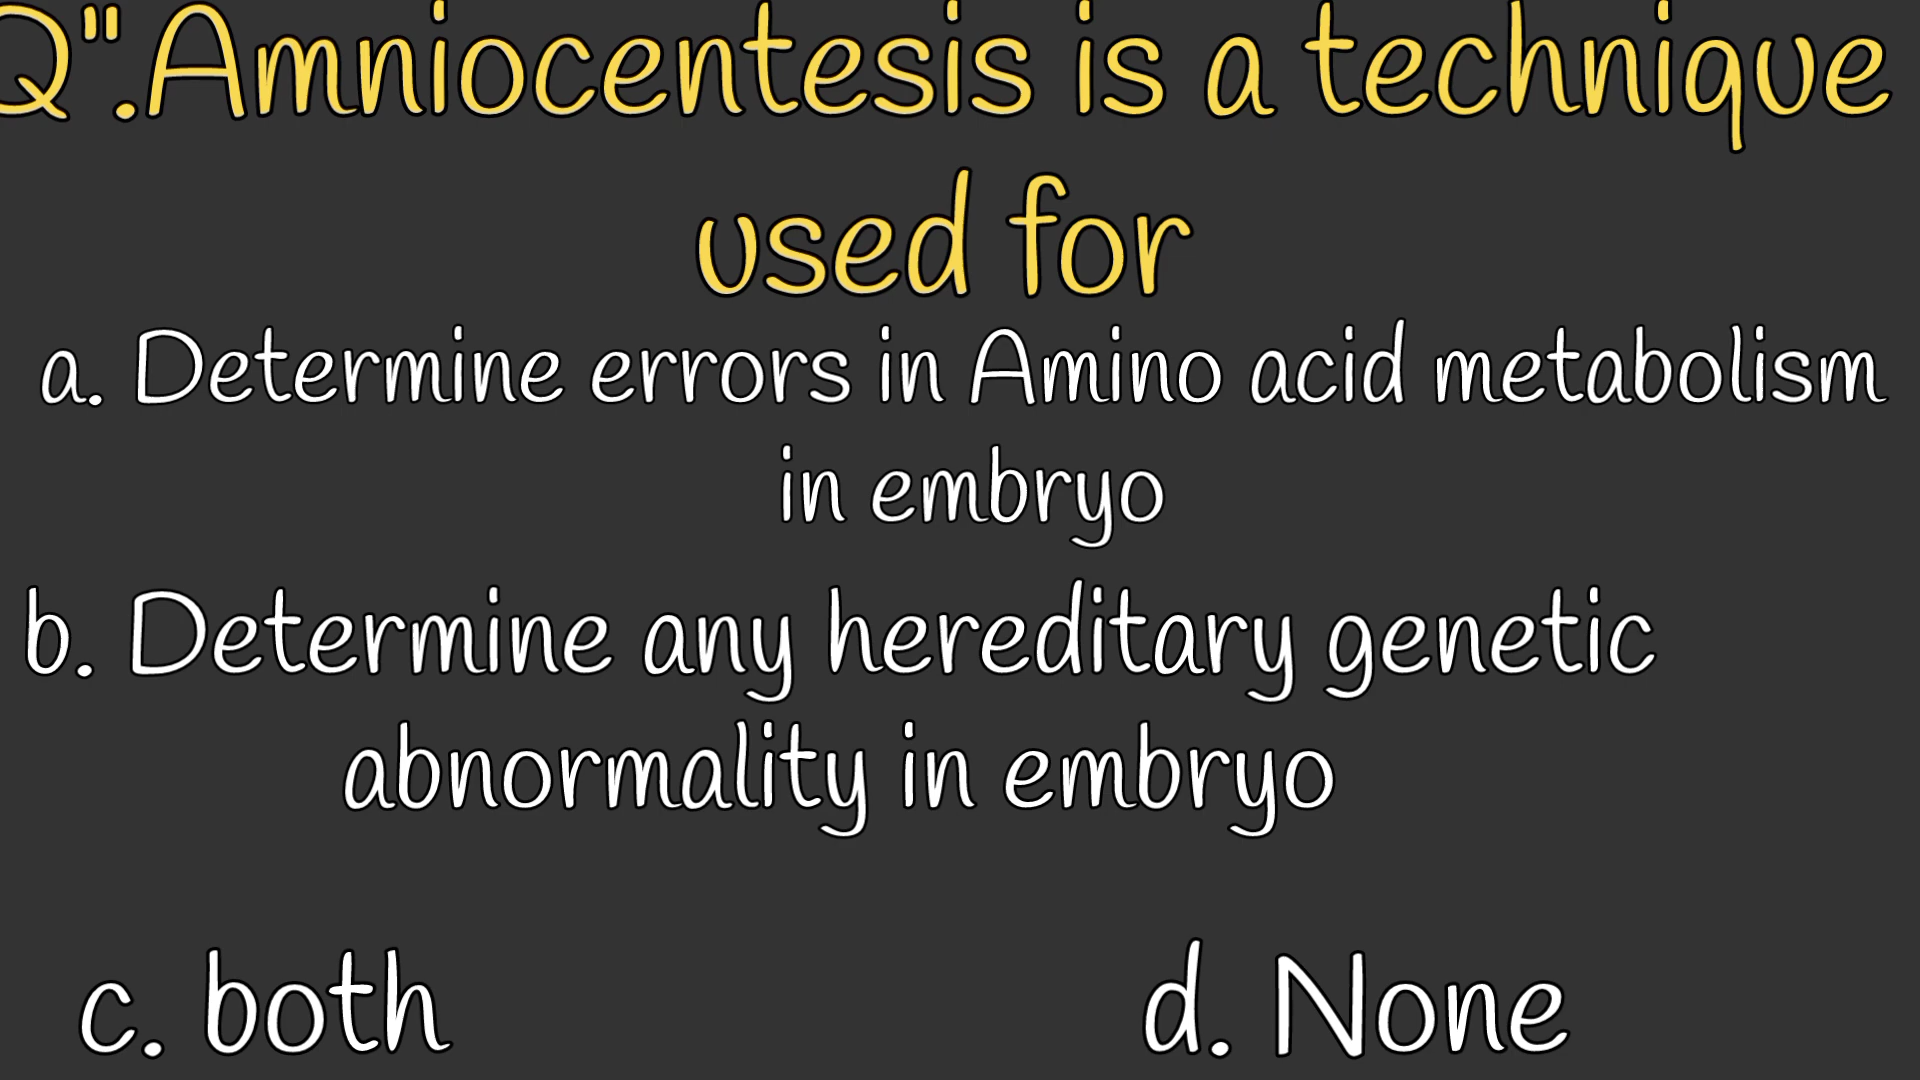 Q".Amniocentesis is a technique
used for
a. Determine errors in Amino acid metabolism
in embryo
b. Determine any hereditary genetic
abnormality in embryo
c. both d. None